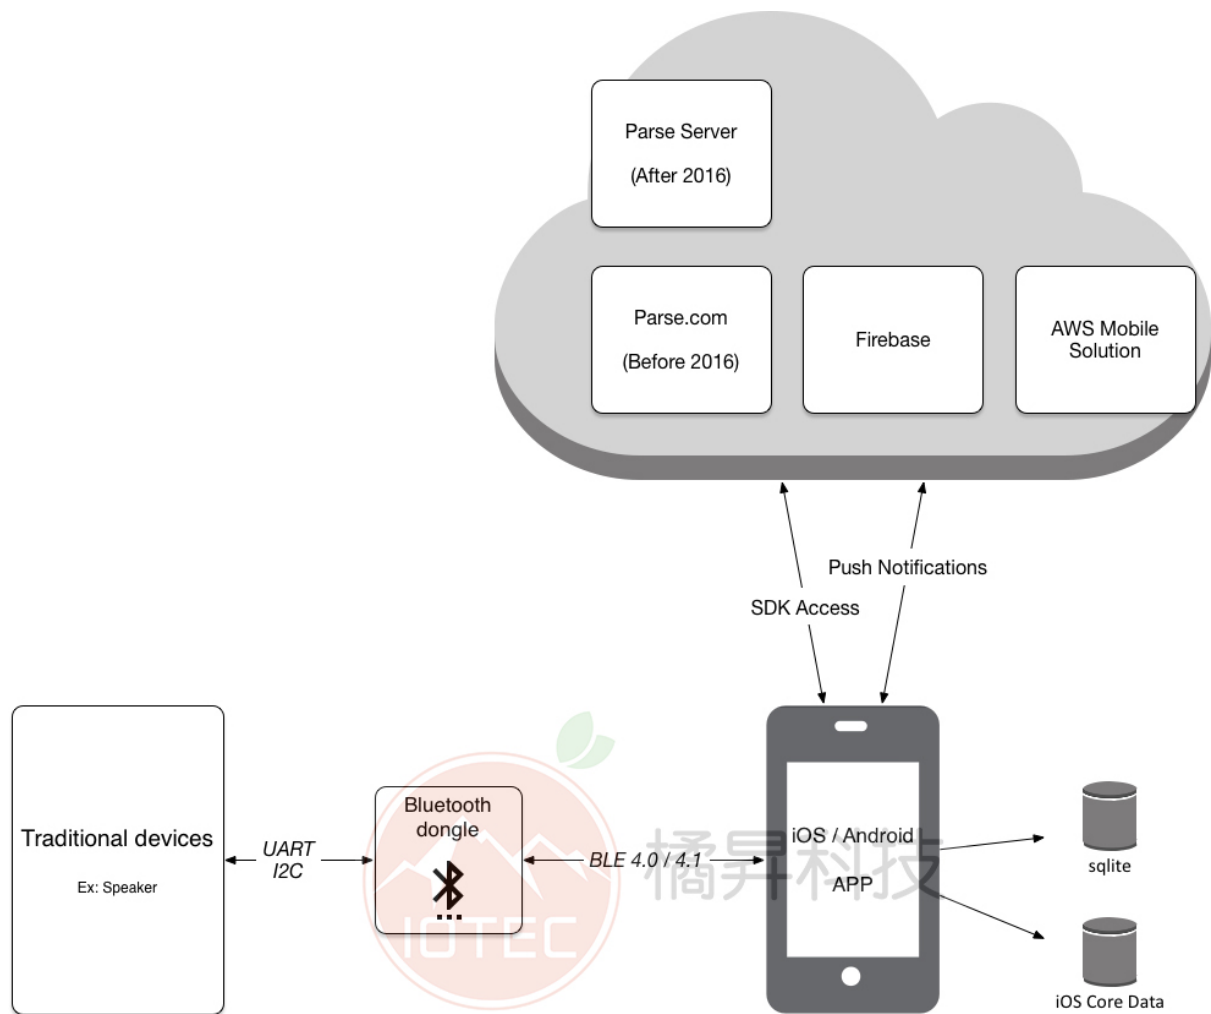 Parse Server
(After 2016)
Parse.com
(Before 2016)
Firebase
AWS Mobile
Solution
Push Notifications
SDK Access
Traditional devices
Ex: Speaker
UART
I2C
Bluetooth
dongle
IOTEC
BLE 4.0 / 4.1
橘昇科技
iOS / Android
APP
sqlite
iOS Core Data